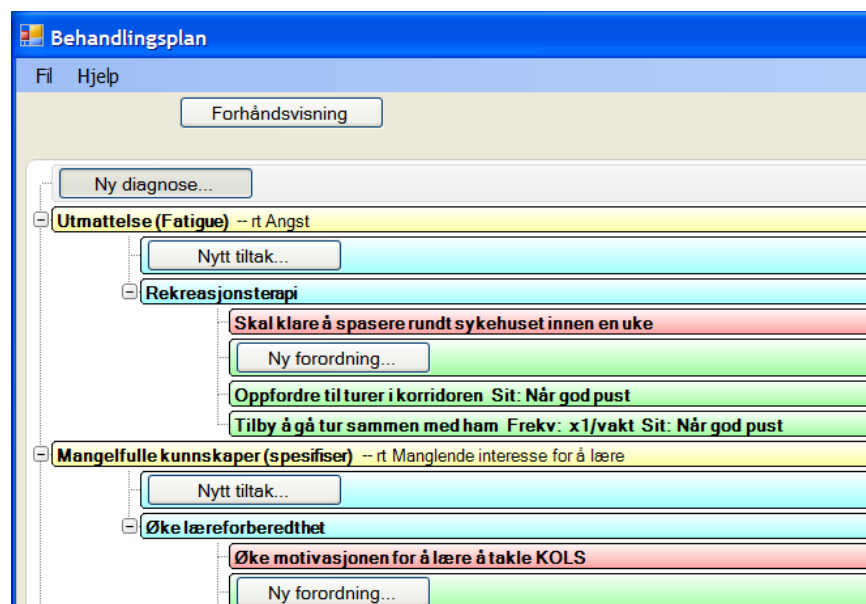 Behandlingsplan
Fil Hjelp
Forhåndsvisning
Ny diagnose...
Utmattelse (Fatigue) -- rt Angst
Nytt tiltak...
Rekreasjonsterapi
Skal klare å spasere rundt sykehuset innen en uke
Ny forordning...
Oppfordre til turer i korridoren Sit: Når god pust
Tilby å gå tur sammen med ham Frekv: x1/vakt Sit: Når god pust
Mangelfulle kunnskaper (spesifiser) -- rt Manglende interesse for å lære
Nytt tiltak...
Øke læreforberedthet
Øke motivasjonen for å lære å takle KOLS
Ny forordning...